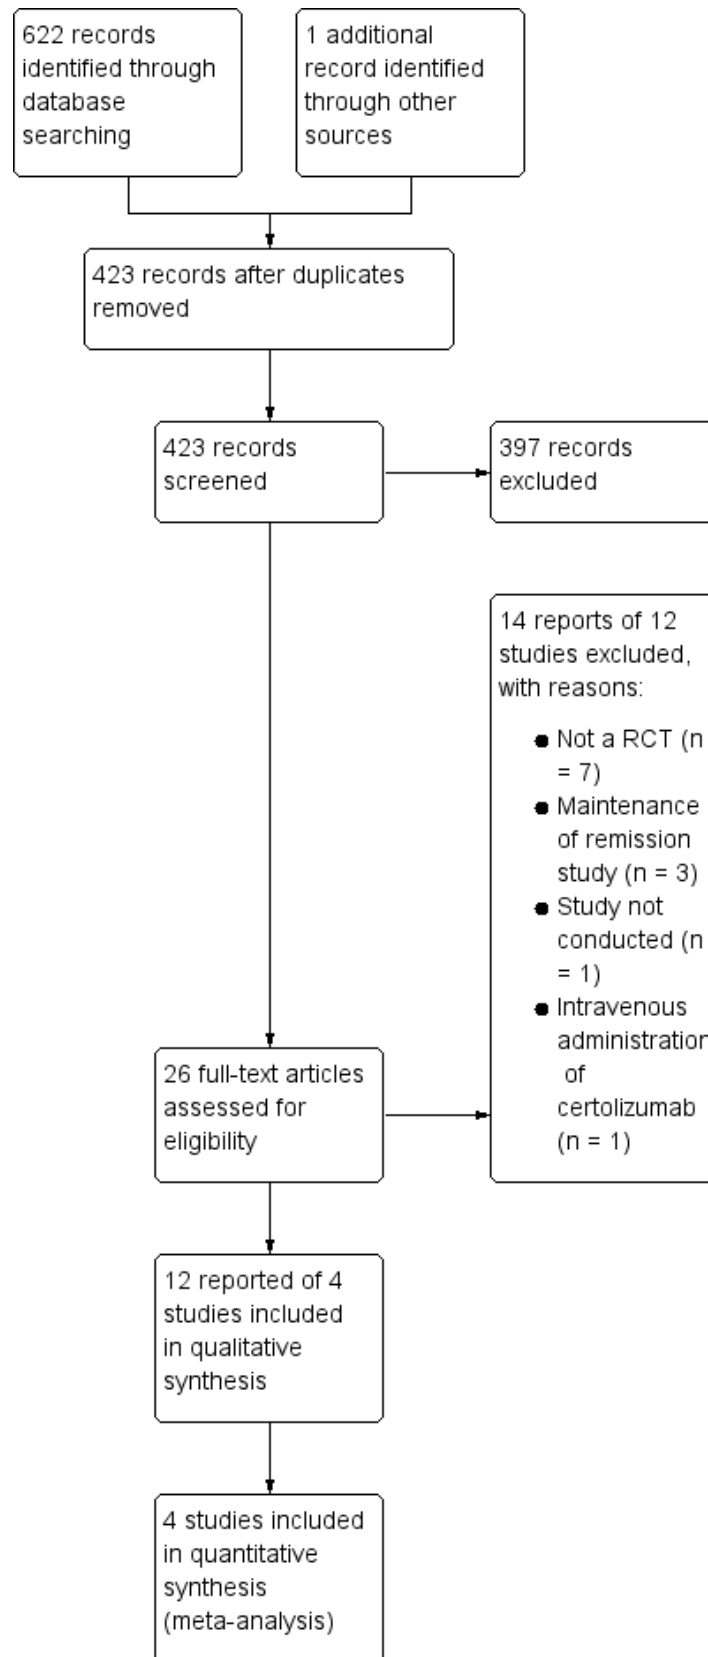 622 records
identified through
database
searching
1 additional
record identified
through other
sources
423 records after duplicates
removed
423 records
screened
397 records
excluded
14 reports of 12
studies excluded,
with reasons:
● Not a RCT (n
= 7)
● Maintenance
of remission
study (n = 3)
● Study not
conducted (n
= 1)
● Intravenous
administration
of
certolizumab
(n = 1)
26 full-text articles
assessed for
eligibility
12 reported of 4
studies included
in qualitative
synthesis
4 studies included
in quantitative
synthesis
(meta-analysis)